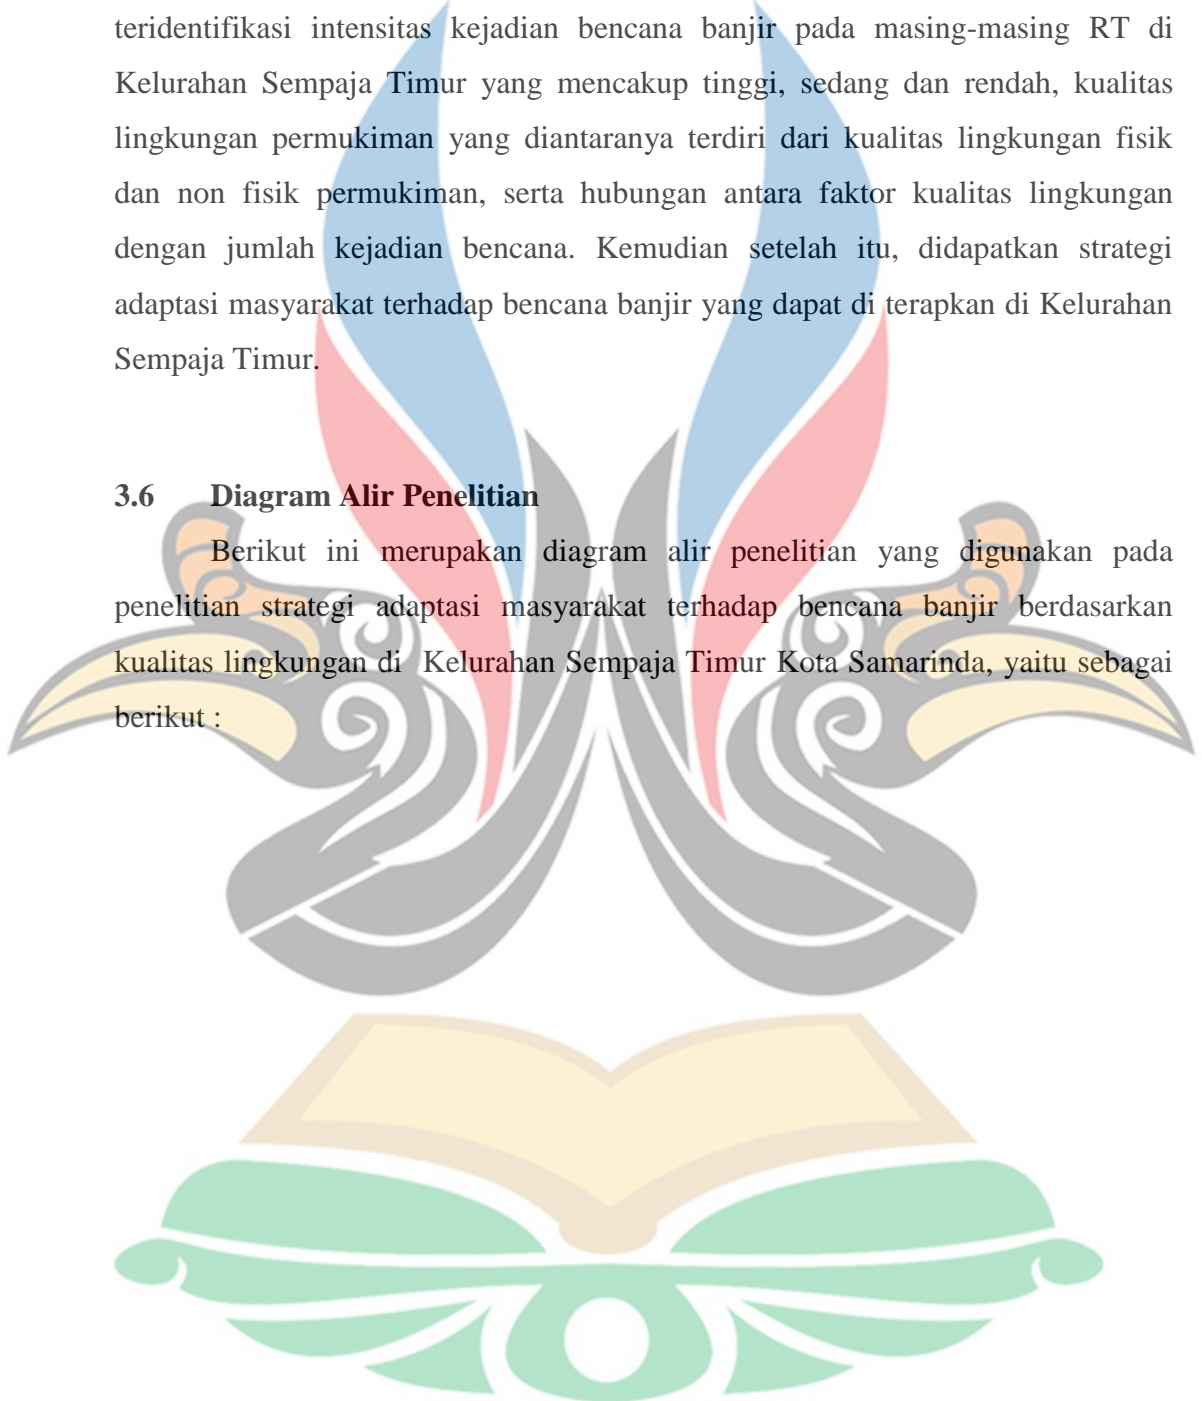 teridentifikasi intensitas kejadian bencana banjir pada masing-masing RT di
Kelurahan Sempaja Timur yang mencakup tinggi, sedang dan rendah, kualitas
lingkungan permukiman yang diantaranya terdiri dari kualitas lingkungan fisik
dan non fisik permukiman, serta hubungan antara faktor kualitas lingkungan
dengan jumlah kejadian bencana. Kemudian setelah itu, didapatkan strategi
adaptasi masyarakat terhadap bencana banjir yang dapat di terapkan di Kelurahan
Sempaja Timur.
3.6 Diagram Alir Penelitian
Berikut ini merupakan diagram alir penelitian yang digunakan pada
penelitian strategi adaptasi masyarakat terhadap bencana banjir berdasarkan
kualitas lingkungan di Kelurahan Sempaja Timur Kota Samarinda, yaitu sebagai
berikut :